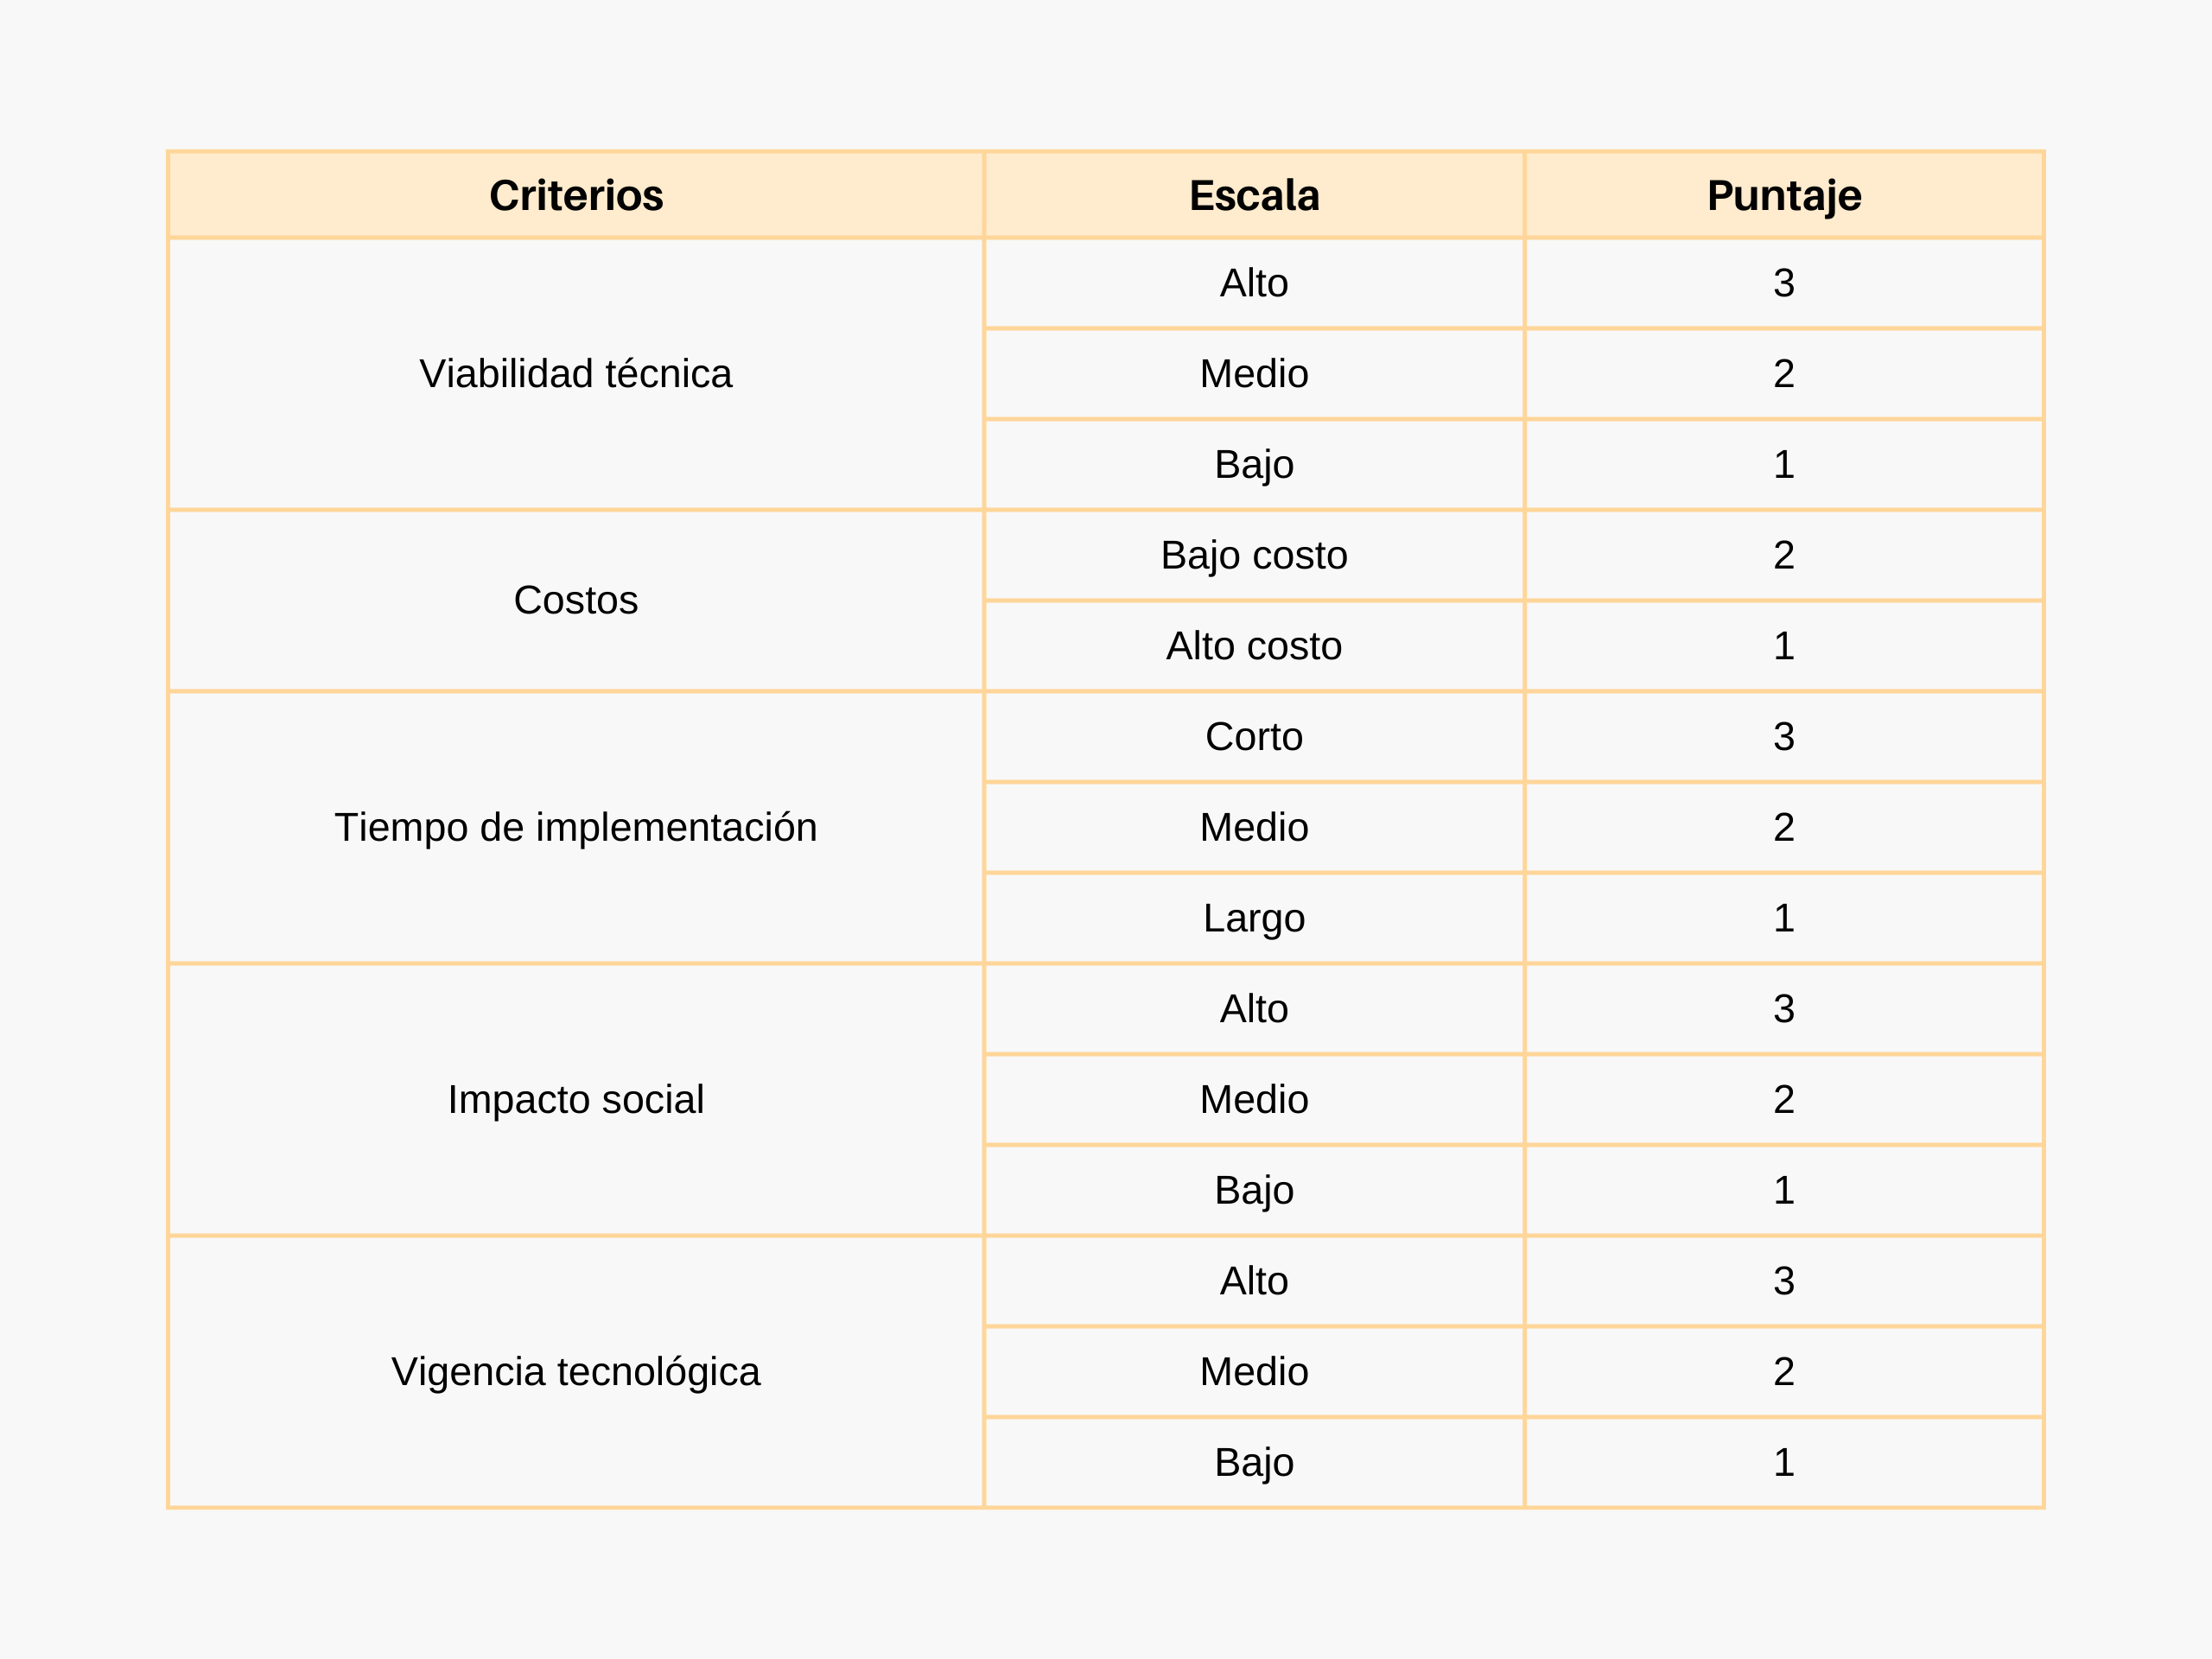 Criterios Escala Puntaje
Viabilidad técnica
Alto 3
Medio 2
Bajo 1
Costos
Bajo costo 2
Alto costo 1
Tiempo de implementación
Corto 3
Medio 2
Largo 1
Impacto social
Alto 3
Medio 2
Bajo 1
Vigencia tecnológica
Alto 3
Medio 2
Bajo 1